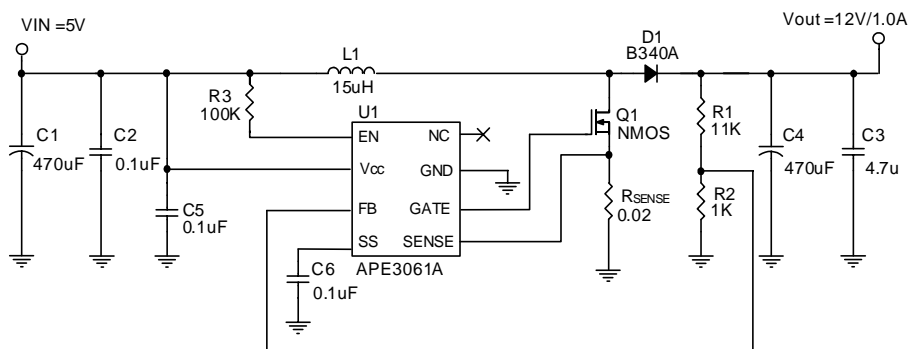 VIN =5V
Vout =12V/1.0A
L1
15uH
D1
B340A
R3
100K
U1
EN
NC
Vcc
GND
FB
GATE
SS
SENSE
APE3061A
Q1
NMOS
RSENSE
0.02
R1
11K
R2
1K
C1
470uF
C2
0.1uF
C5
0.1uF
C6
0.1uF
C4
470uF
C3
4.7u